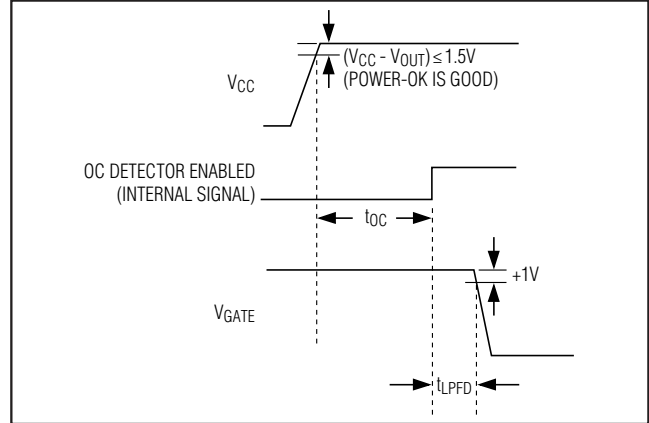 (VCC - VOUT) ≤ 1.5V
(POWER-OK IS GOOD)
VCC
OC DETECTOR ENABLED
(INTERNAL SIGNAL)
tOC
+1V
VGATE
tLPFD